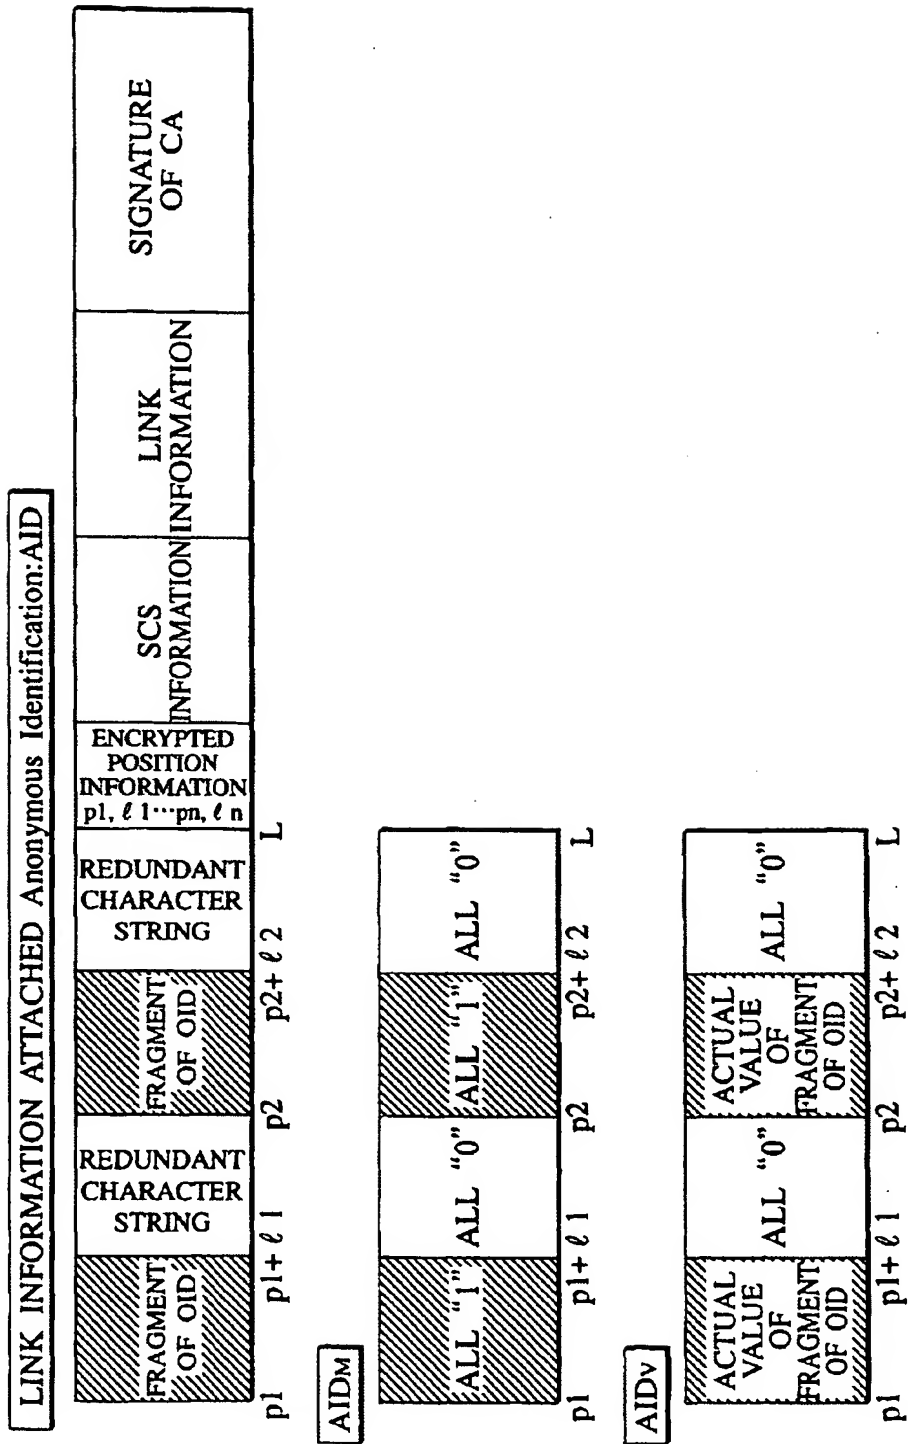 LINK INFORMATION ATTACHED Anonymous Identification:AID
FRAGMENT
OF OID
REDUNDANT
CHARACTER
STRING
FRAGMENT
OF OID
REDUNDANT
CHARACTER
STRING
ENCRYPTED
POSITION
INFORMATION
p1, ℓ 1···pn, ℓ n
SCS
INFORMATION
LINK
INFORMATION
SIGNATURE
OF CA
p1
p1+ ℓ 1
p2
p2+ ℓ 2
L
AIDM
ALL “1”
ALL “0”
ALL “1”
ALL “0”
p1
p1+ ℓ 1
p2
p2+ ℓ 2
L
AIDV
ACTUAL
VALUE
OF
FRAGMENT
OF OID
ALL “0”
ACTUAL
VALUE
OF
FRAGMENT
OF OID
ALL “0”
p1
p1+ ℓ 1
p2
p2+ ℓ 2
L